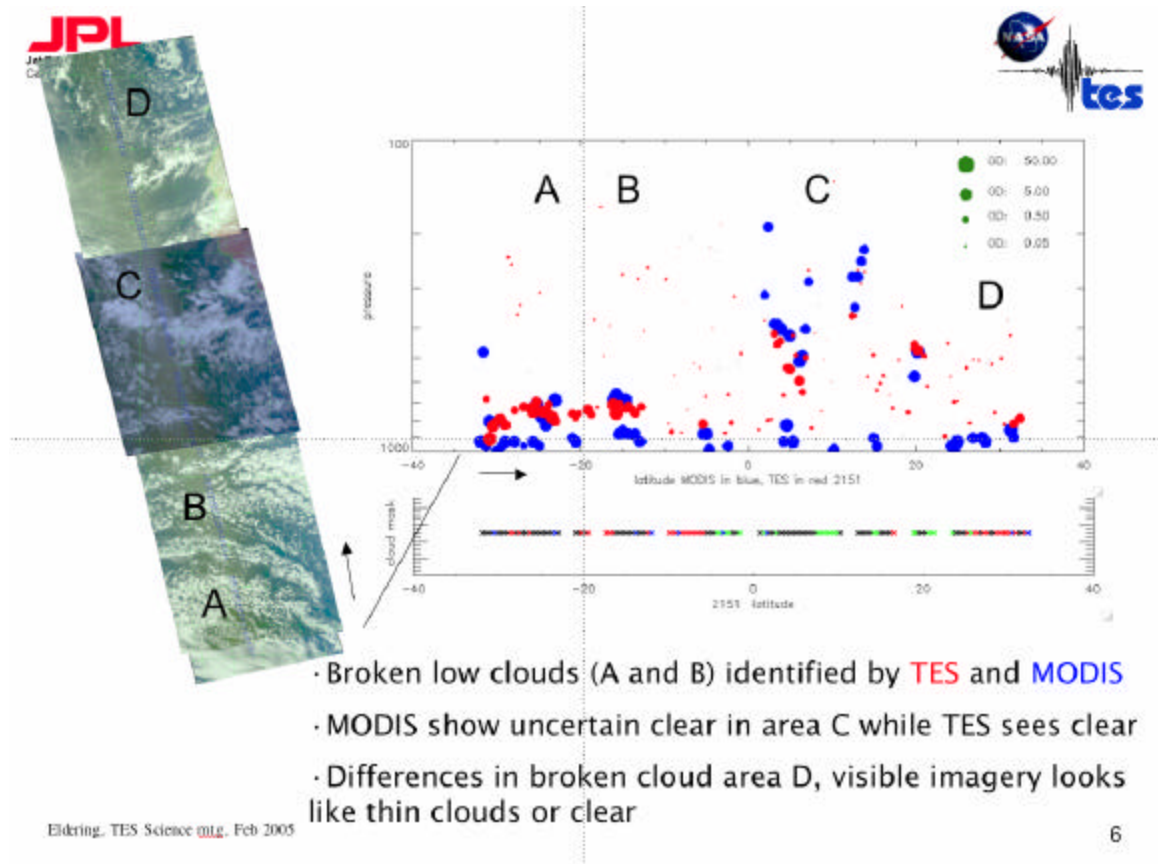 JPL
NASA
tes
D
C
B
A
A B C D
100
1000
pressure
OD: 50.00
OD: 5.00
OD: 0.50
OD: 0.05
-40 -20 0 20 40
latitude MODIS in blue, TES in red 2151
cloud mask
-40 -20 0 20 40
2151 latitude
· Broken low clouds (A and B) identified by TES and MODIS
· MODIS show uncertain clear in area C while TES sees clear
· Differences in broken cloud area D, visible imagery looks
like thin clouds or clear
Eldering, TES Science mtg, Feb 2005
6